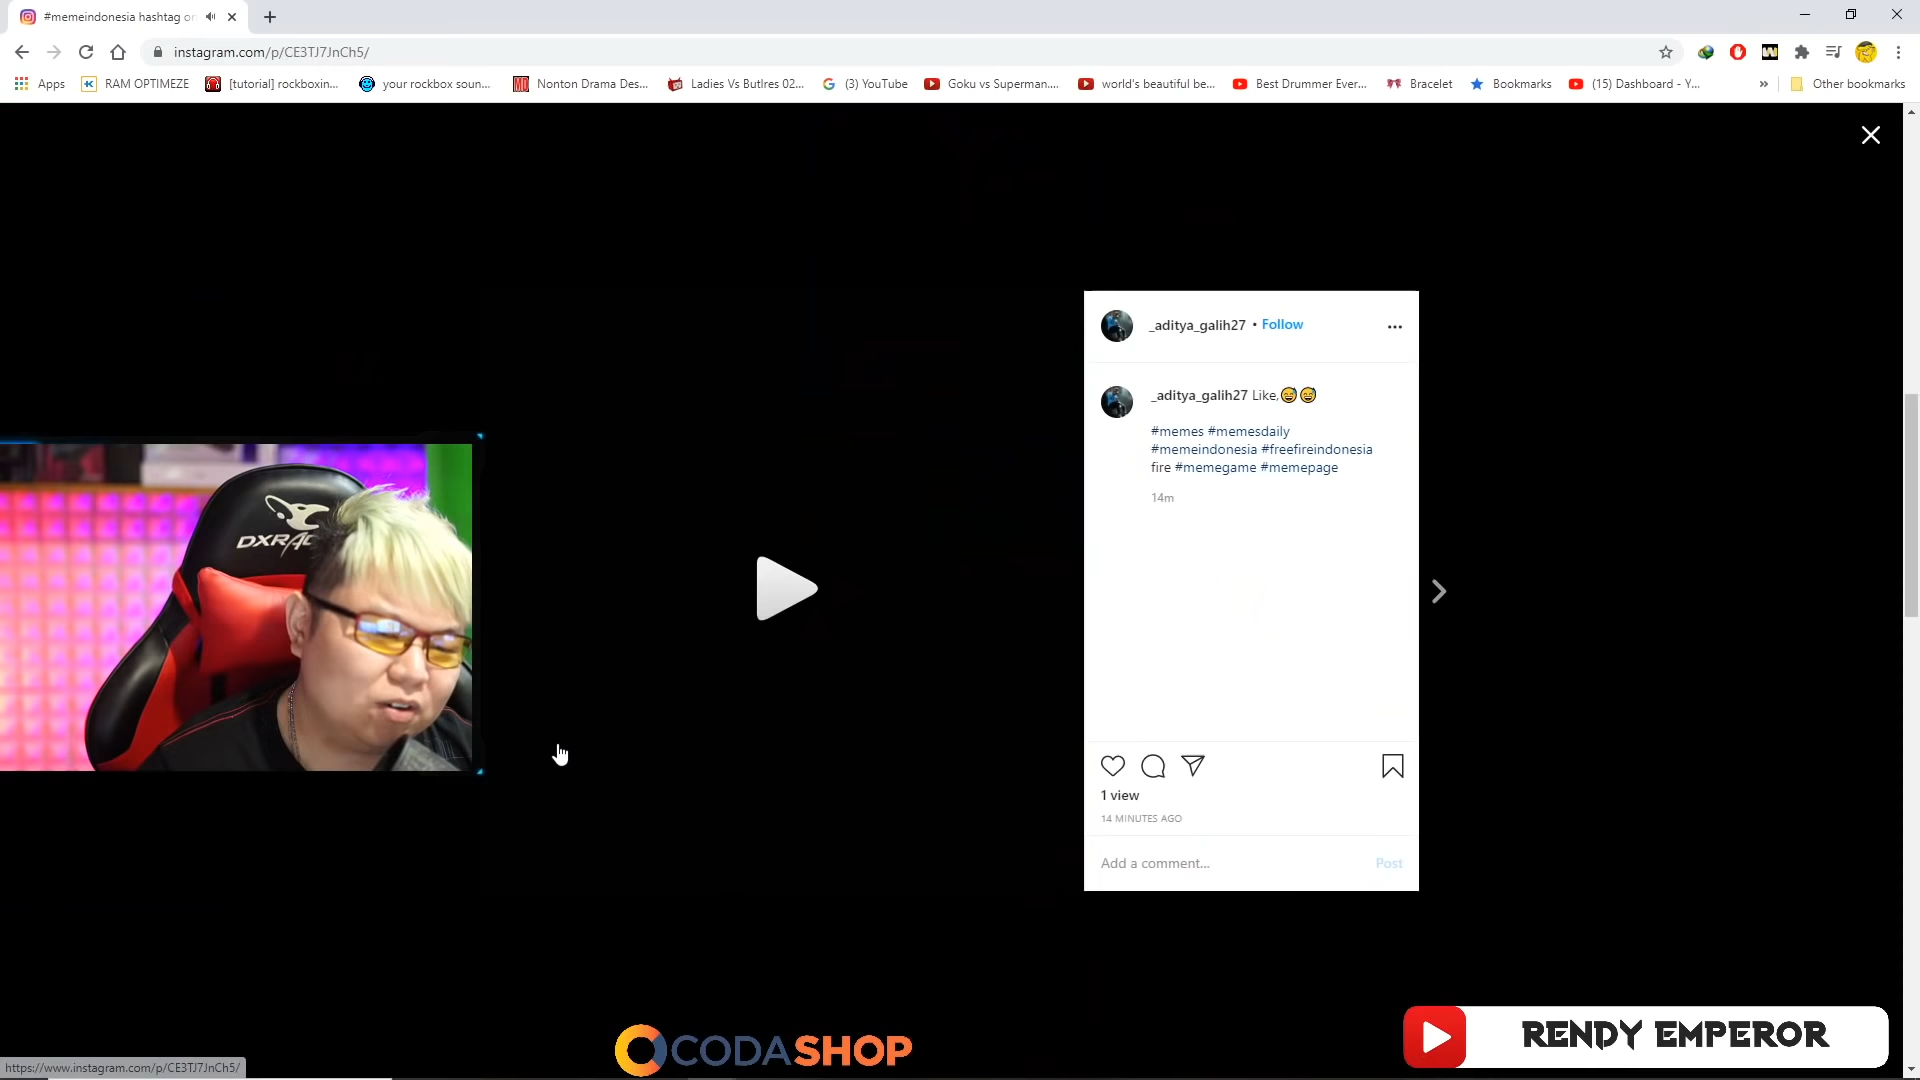 #memeindonesia hashtag on
instagram.com/p/CE3TJ7JnCh5/
Apps
RAM OPTIMEZE
[tutorial] rockboxin...
your rockbox soun...
Nonton Drama Des...
Ladies Vs Butlres 02...
(3) YouTube
Goku vs Superman....
world's beautiful be...
Best Drummer Ever...
Bracelet
Bookmarks
(15) Dashboard - Y...
Other bookmarks
_aditya_galih27 • Follow
_aditya_galih27 Like,😅😅
#memes #memesdaily
#memeindonesia #freefireindonesia
fire #memegame #memepage
14m
DXRAC
1 view
14 MINUTES AGO
Add a comment...
Post
CODASHOP
RENDY EMPEROR
https://www.instagram.com/p/CE3TJ7JnCh5/